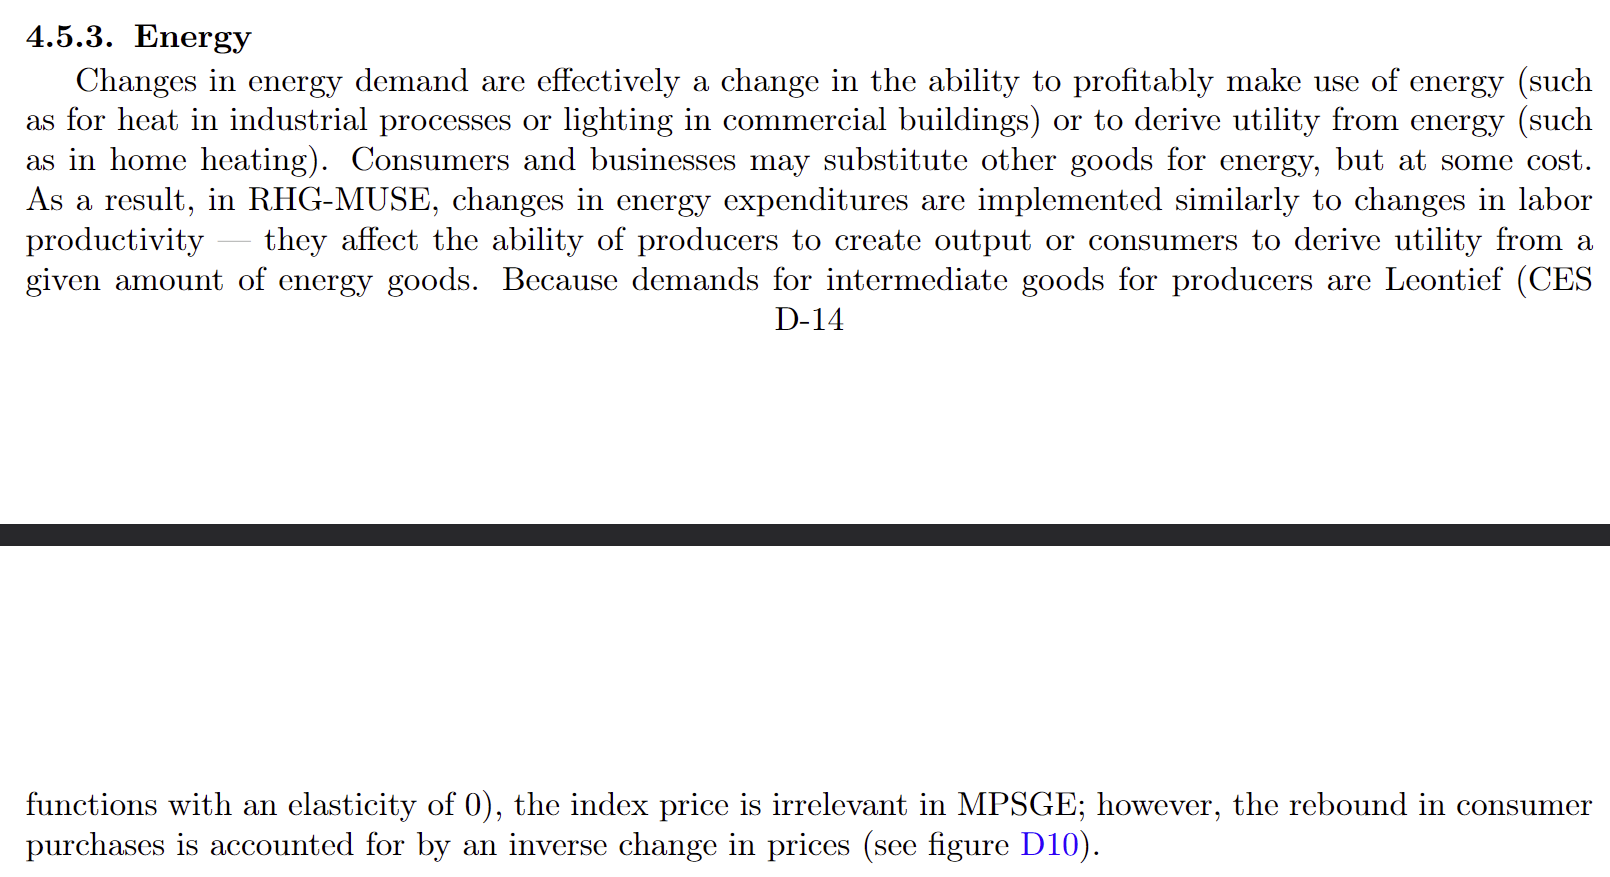 4.5.3. Energy
Changes in energy demand are effectively a change in the ability to profitably make use of energy (such
as for heat in industrial processes or lighting in commercial buildings) or to derive utility from energy (such
as in home heating). Consumers and businesses may substitute other goods for energy, but at some cost.
As a result, in RHG-MUSE, changes in energy expenditures are implemented similarly to changes in labor
productivity — they affect the ability of producers to create output or consumers to derive utility from a
given amount of energy goods. Because demands for intermediate goods for producers are Leontief (CES
D-14
functions with an elasticity of 0), the index price is irrelevant in MPSGE; however, the rebound in consumer
purchases is accounted for by an inverse change in prices (see figure D10).